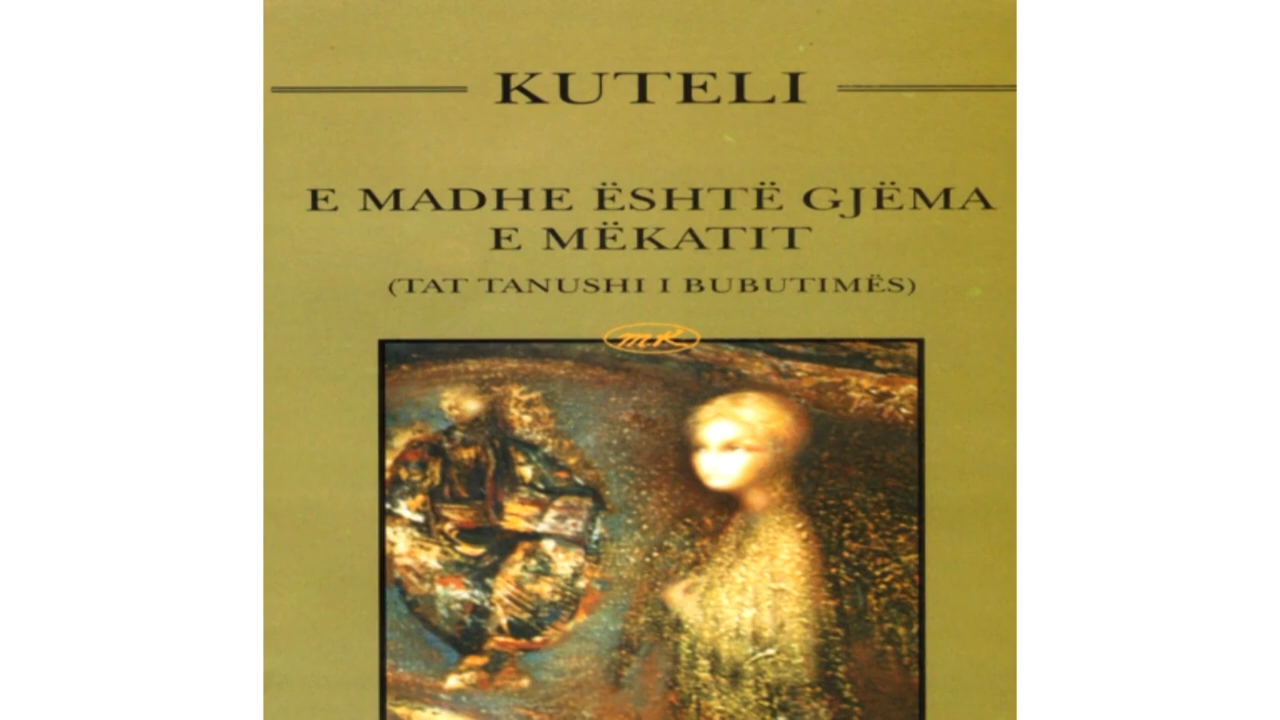 KUTELI
E MADHE ËSHTË GJËMA
E MËKATIT
(TAT TANUSHI I BUBUTIMËS)
M.K